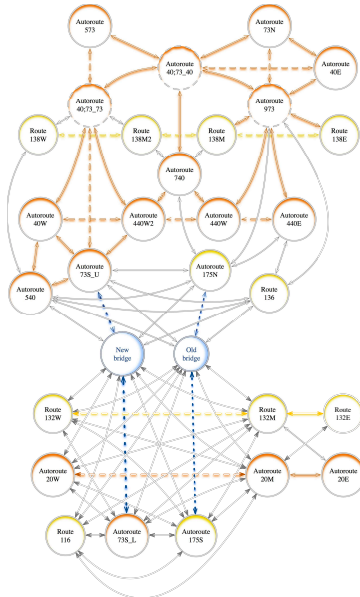 Autoroute
573
Autoroute
73N
Autoroute
40;73_40
Autoroute
40E
Autoroute
40;73_73
Autoroute
973
Route
138W
Route
138M2
Route
138M
Route
138E
Autoroute
740
Autoroute
40W
Autoroute
440W2
Autoroute
440W
Autoroute
440E
Autoroute
73S_U
Autoroute
175N
Autoroute
540
Route
136
New
bridge
Old
bridge
Route
132W
Route
132M
Route
132E
Autoroute
20W
Autoroute
20M
Autoroute
20E
Route
116
Autoroute
73S_L
Autoroute
175S